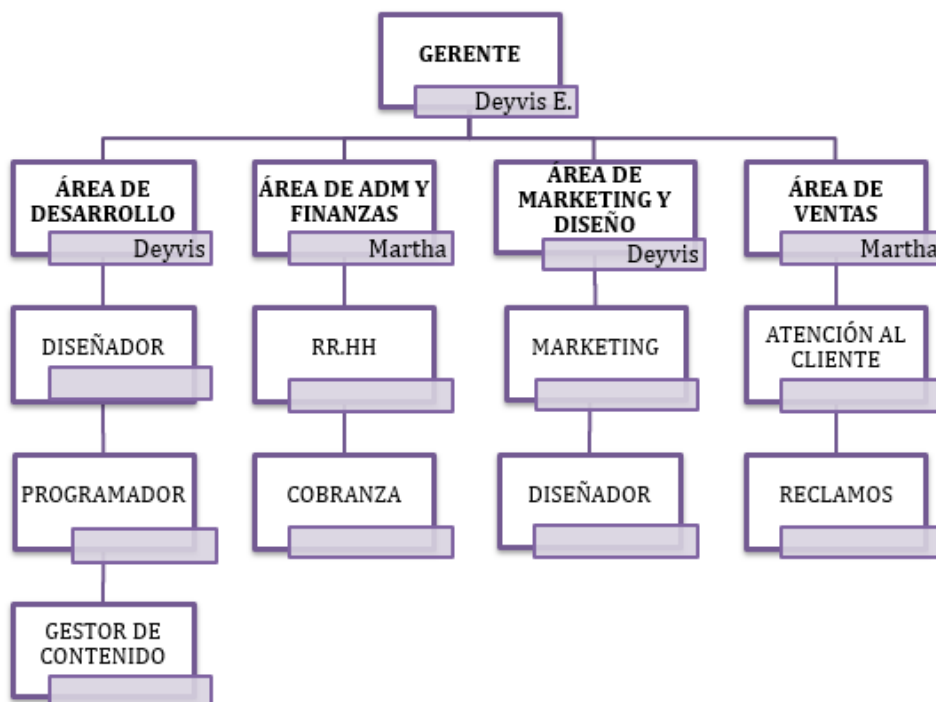 GERENTE
Deyvis E.
ÁREA DE
DESARROLLO
Deyvis
ÁREA DE ADM Y
FINANZAS
Martha
ÁREA DE
MARKETING Y
DISEÑO
Deyvis
ÁREA DE
VENTAS
Martha
DISEÑADOR
RR.HH
MARKETING
ATENCIÓN AL
CLIENTE
PROGRAMADOR
COBRANZA
DISEÑADOR
RECLAMOS
GESTOR DE
CONTENIDO